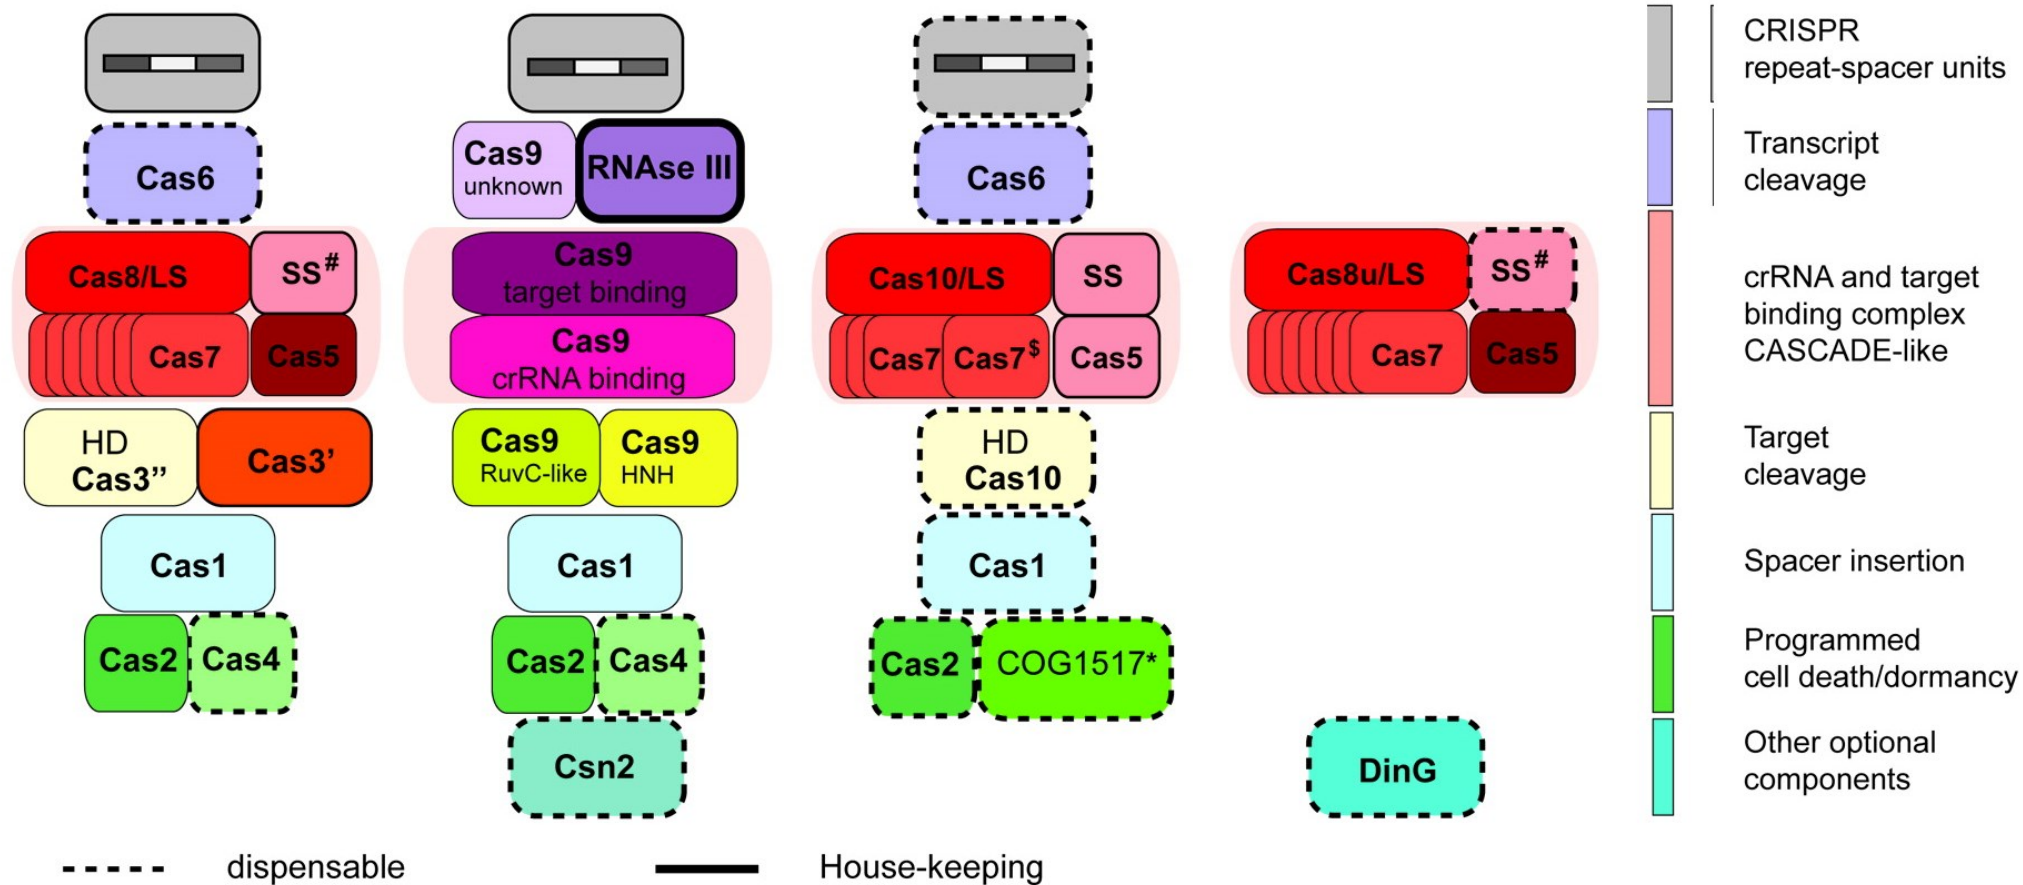 Cas6
Cas8/LS
SS#
Cas7
Cas5
HD
Cas3”
Cas3’
Cas1
Cas2
Cas4
Cas9
unknown
RNAse III
Cas9
target binding
Cas9
crRNA binding
Cas9
RuvC-like
Cas9
HNH
Cas1
Cas2
Cas4
Csn2
Cas6
Cas10/LS
SS
Cas7
Cas7$
Cas5
HD
Cas10
Cas1
Cas2
COG1517*
Cas8u/LS
SS#
Cas7
Cas5
DinG
CRISPR
repeat-spacer units
Transcript
cleavage
crRNA and target
binding complex
CASCADE-like
Target
cleavage
Spacer insertion
Programmed
cell death/dormancy
Other optional
components
dispensable
House-keeping